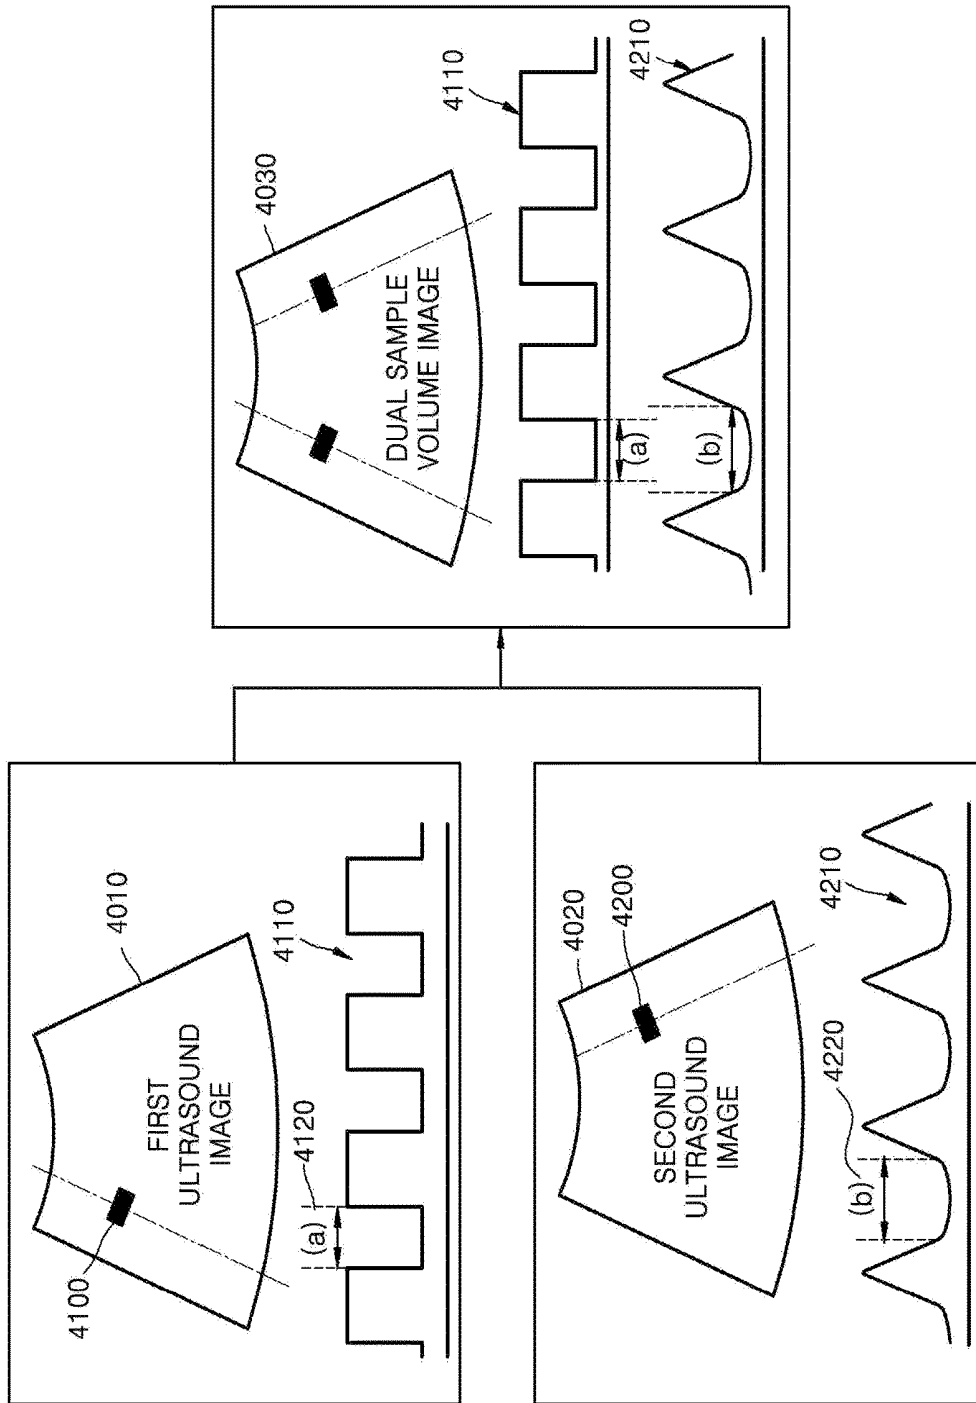 4010
4100
FIRST
ULTRASOUND
IMAGE
4120
4110
(a)
4020
4200
SECOND
ULTRASOUND
IMAGE
4220
4210
(b)
4030
DUAL SAMPLE
VOLUME IMAGE
4110
(a)
4210
(b)